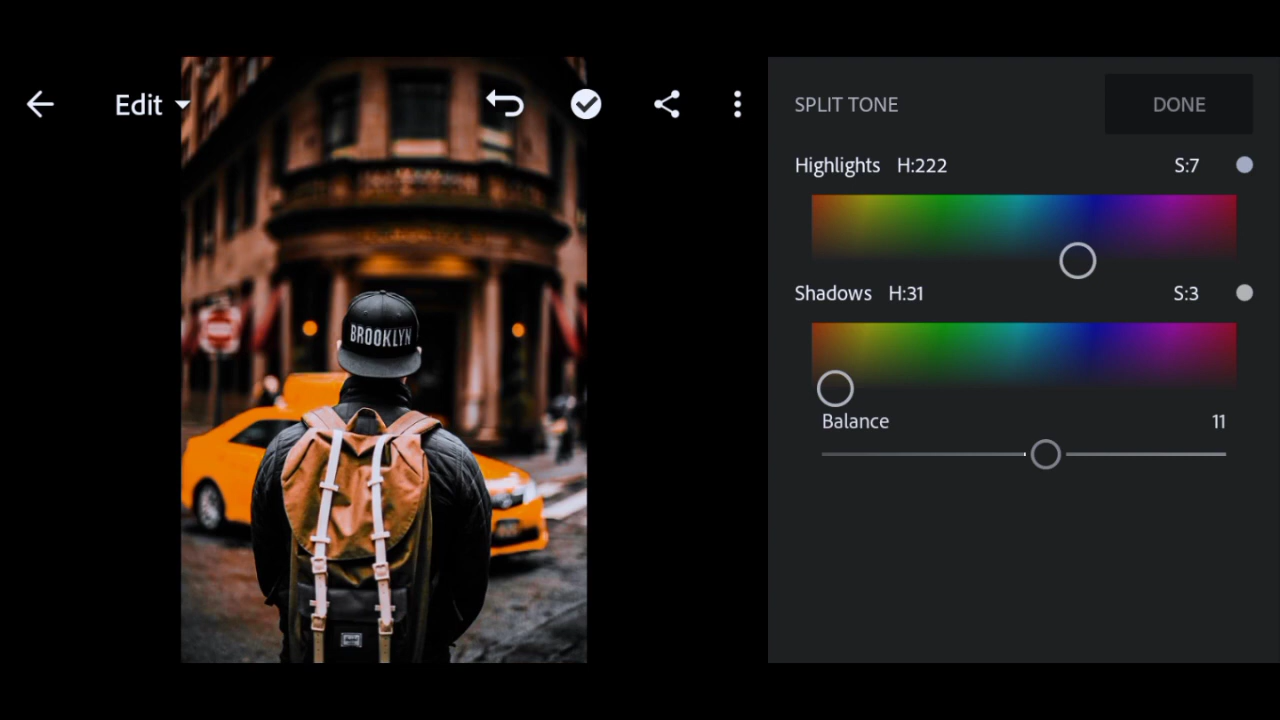 Edit
SPLIT TONE
DONE
Highlights H:222 S:7
Shadows H:31 S:3
Balance 11
BROOKLYN